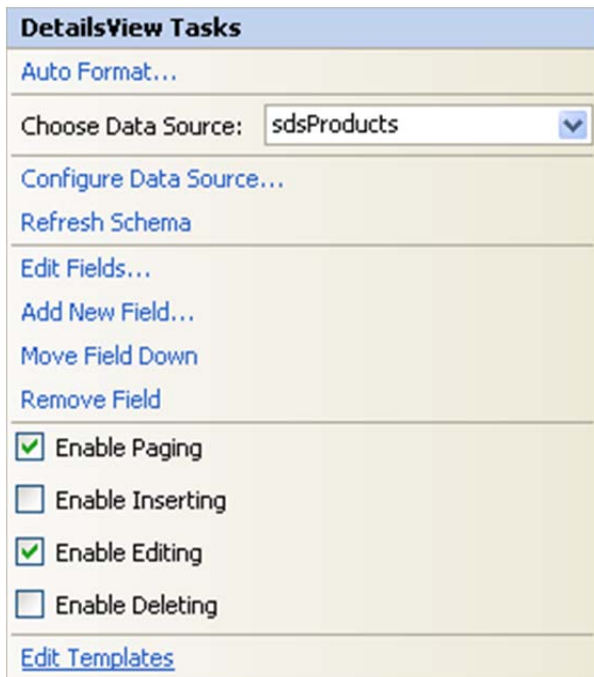 DetailsView Tasks
Auto Format...
Choose Data Source: sdsProducts
Configure Data Source...
Refresh Schema
Edit Fields...
Add New Field...
Move Field Down
Remove Field
Enable Paging
Enable Inserting
Enable Editing
Enable Deleting
Edit Templates